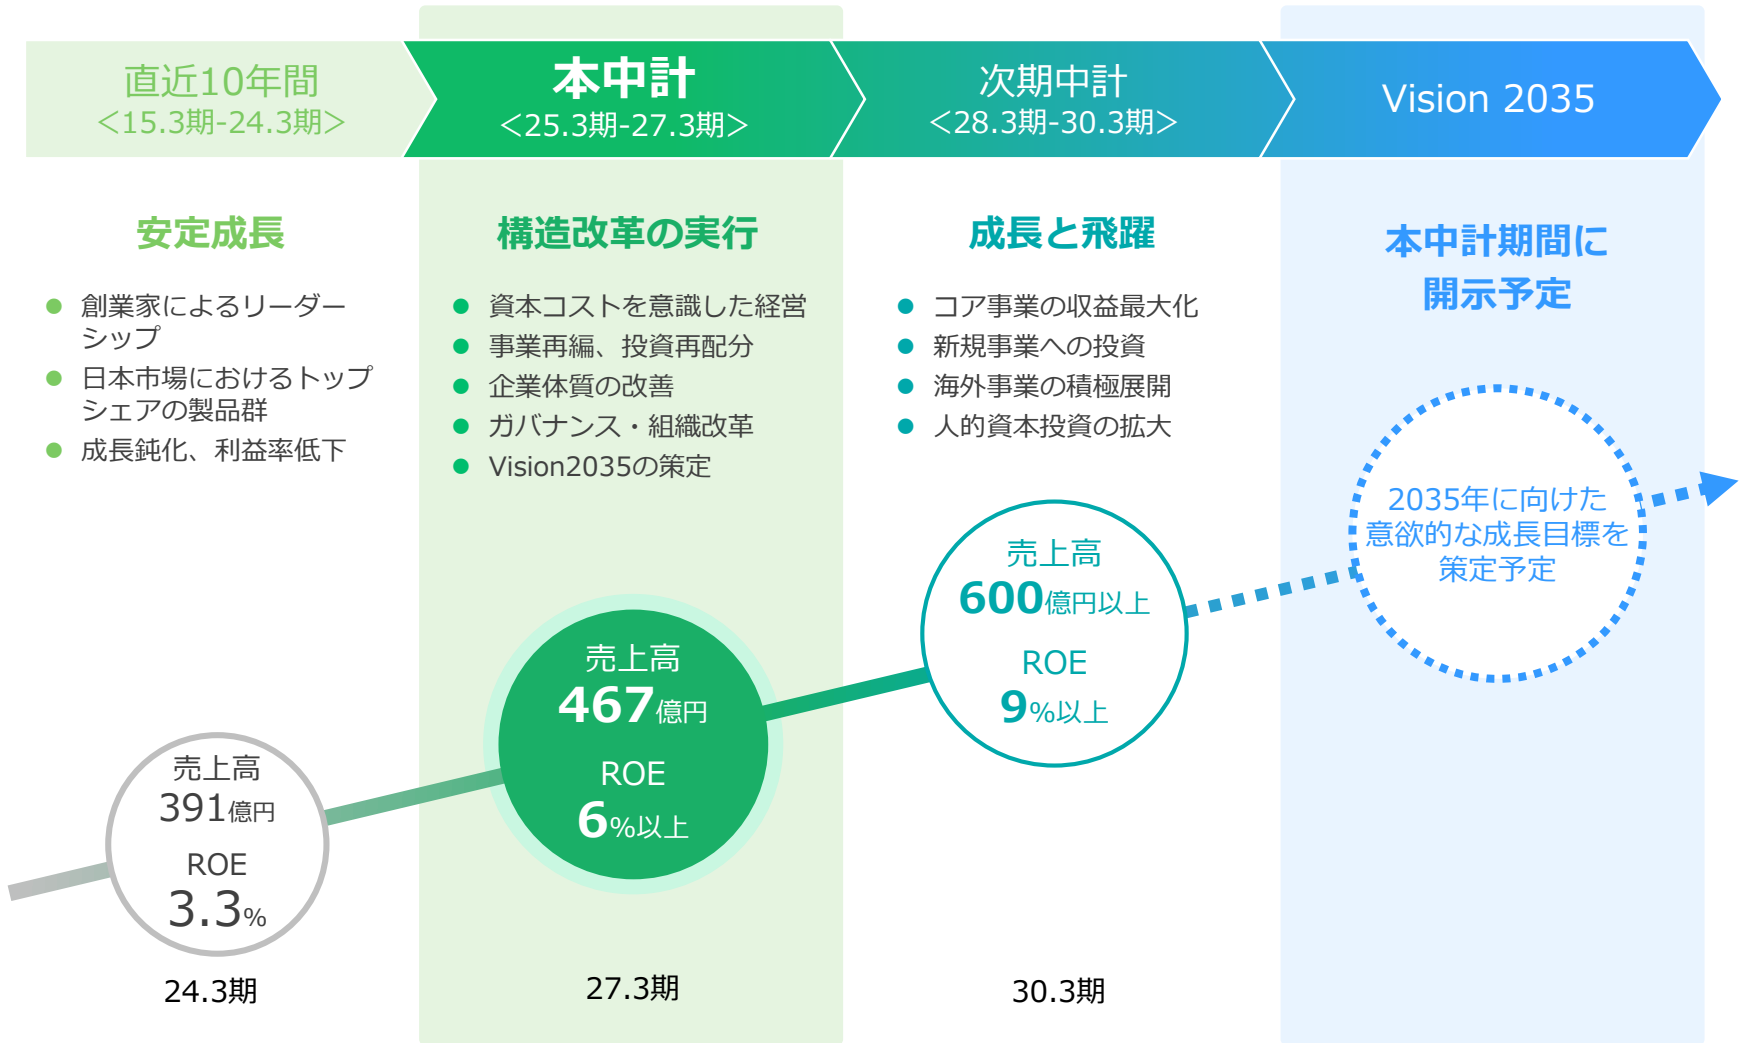 直近10年間
＜15.3期-24.3期＞
本中計
＜25.3期-27.3期＞
次期中計
＜28.3期-30.3期＞
Vision 2035
安定成長
● 創業家によるリーダー
シップ
● 日本市場におけるトップ
シェアの製品群
● 成長鈍化、利益率低下
構造改革の実行
● 資本コストを意識した経営
● 事業再編、投資再配分
● 企業体質の改善
● ガバナンス・組織改革
● Vision2035の策定
成長と飛躍
● コア事業の収益最大化
● 新規事業への投資
● 海外事業の積極展開
● 人的資本投資の拡大
本中計期間に
開示予定
売上高
391億円
ROE
3.3%
24.3期
売上高
467億円
ROE
6%以上
27.3期
売上高
600億円以上
ROE
9%以上
30.3期
2035年に向けた
意欲的な成長目標を
策定予定